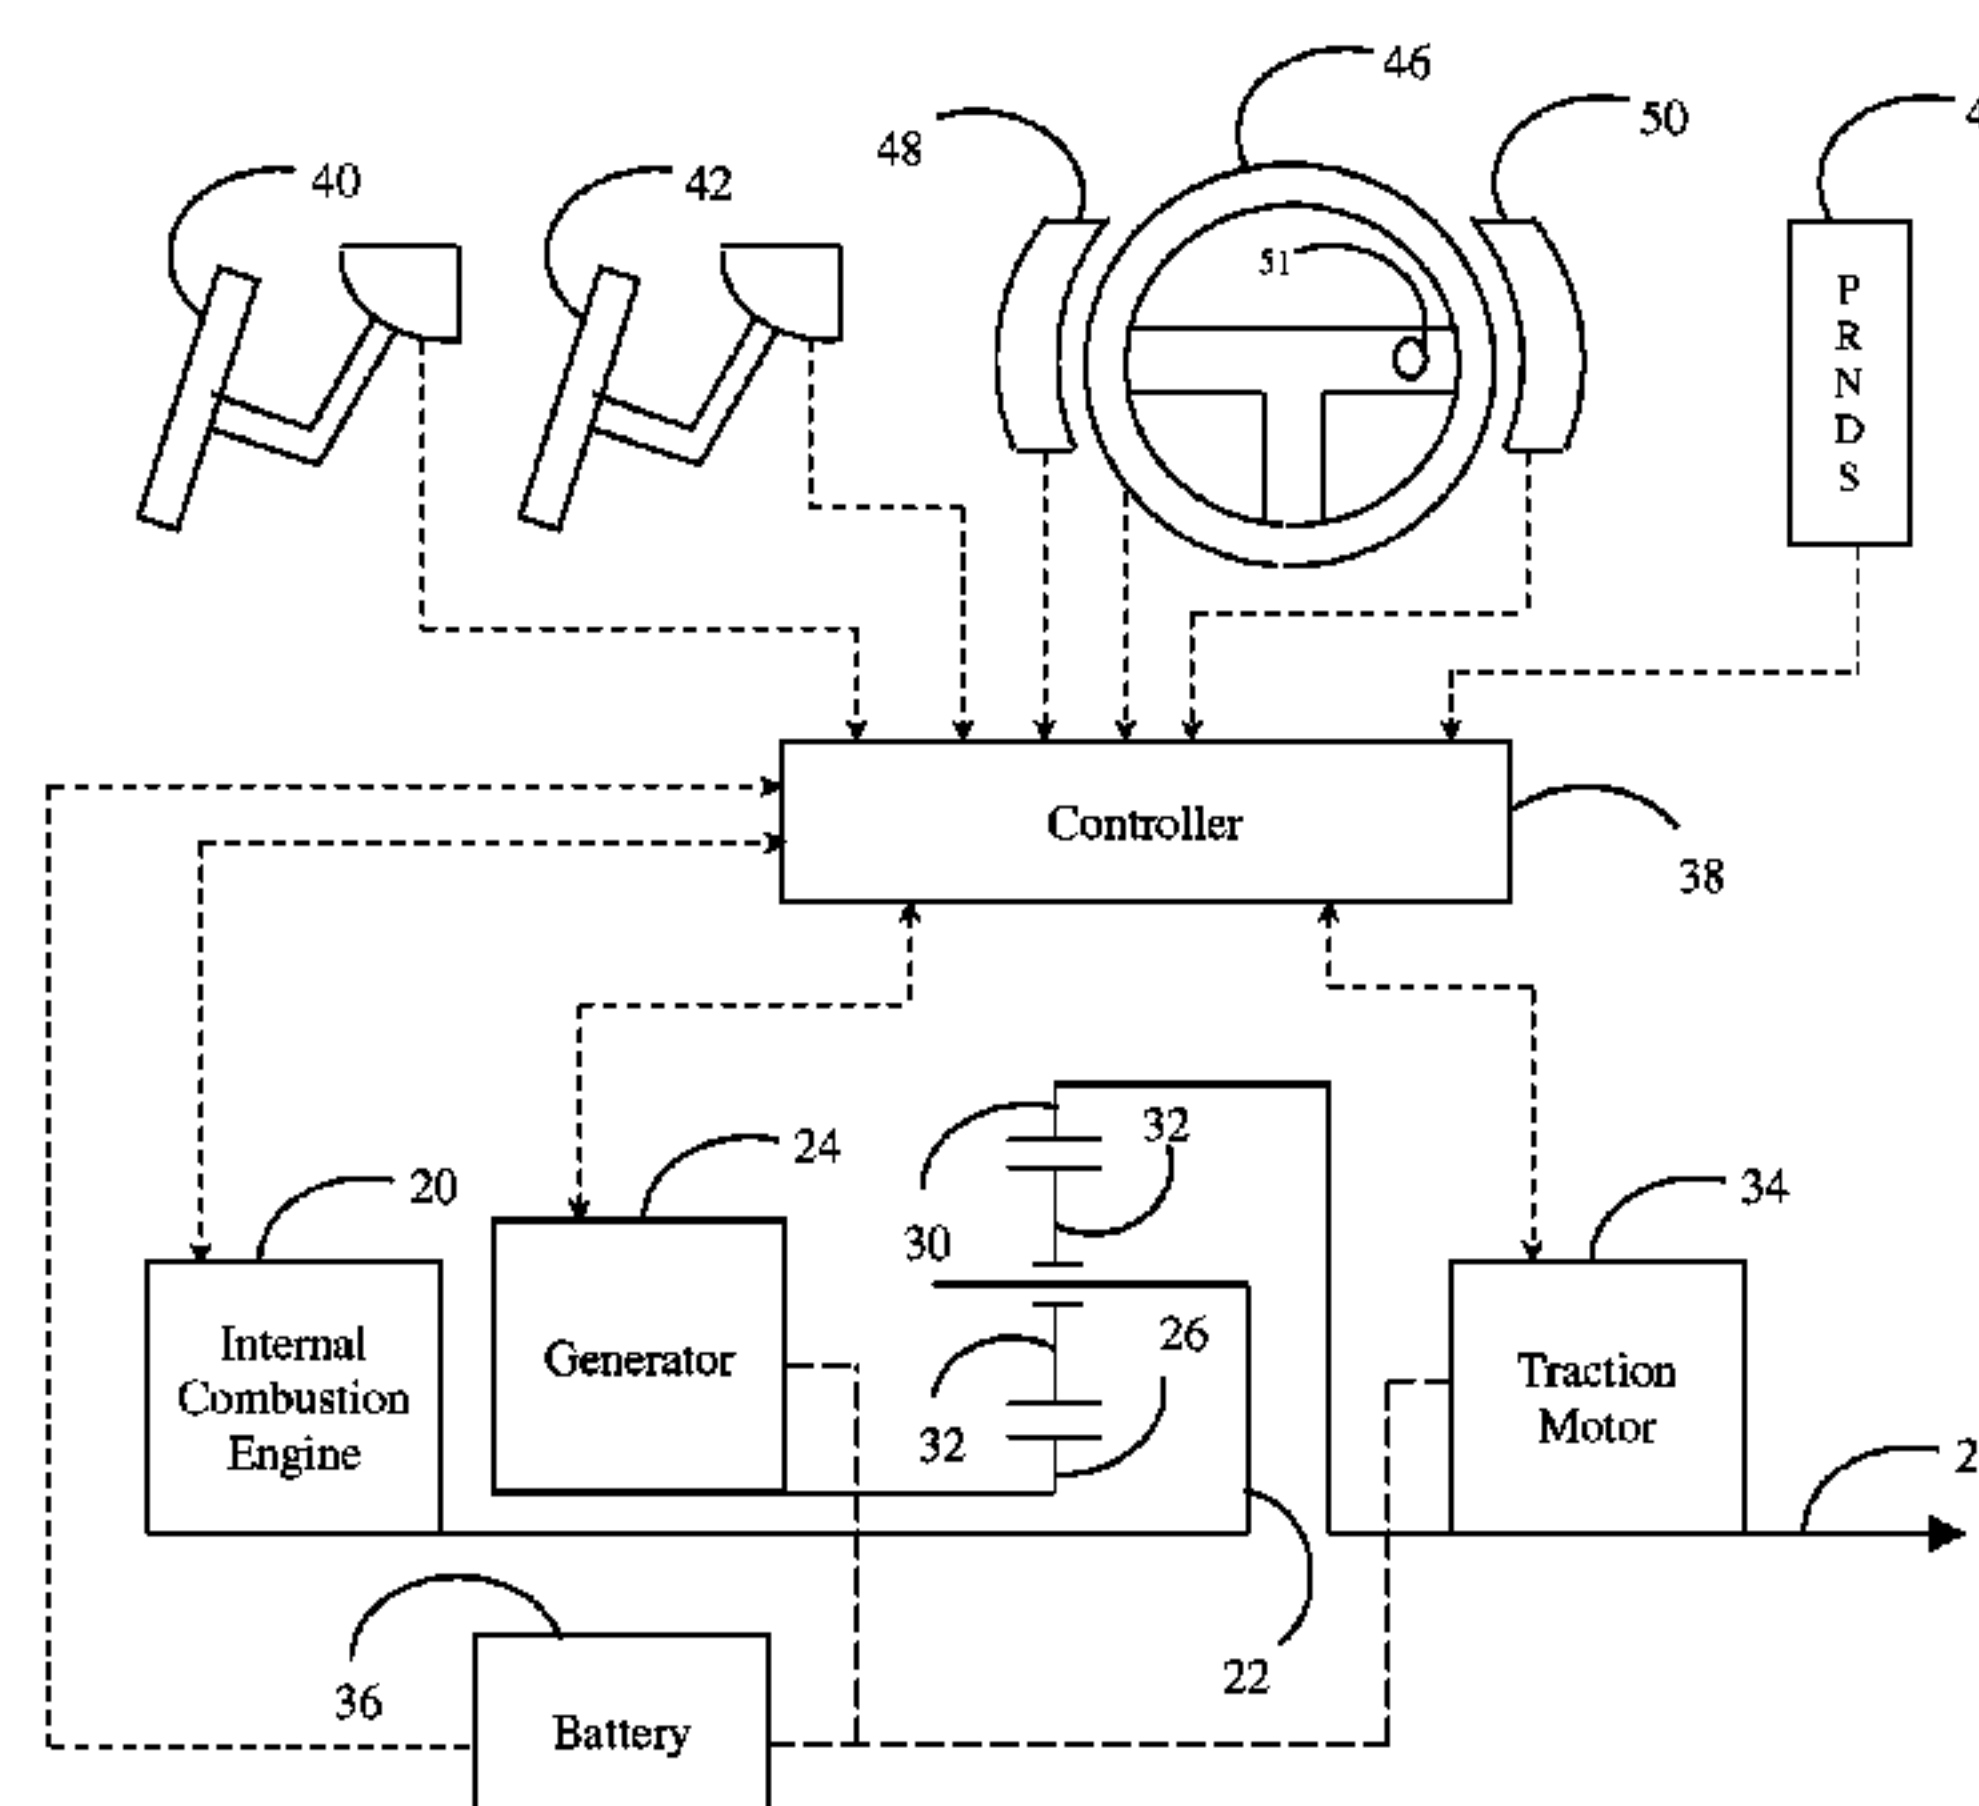 46
50
48
40
42
51
P
R
N
D
S
Controller
38
32
24
20
34
30
26
Internal
Combustion
Engine
Generator
Traction
Motor
32
22
36
Battery